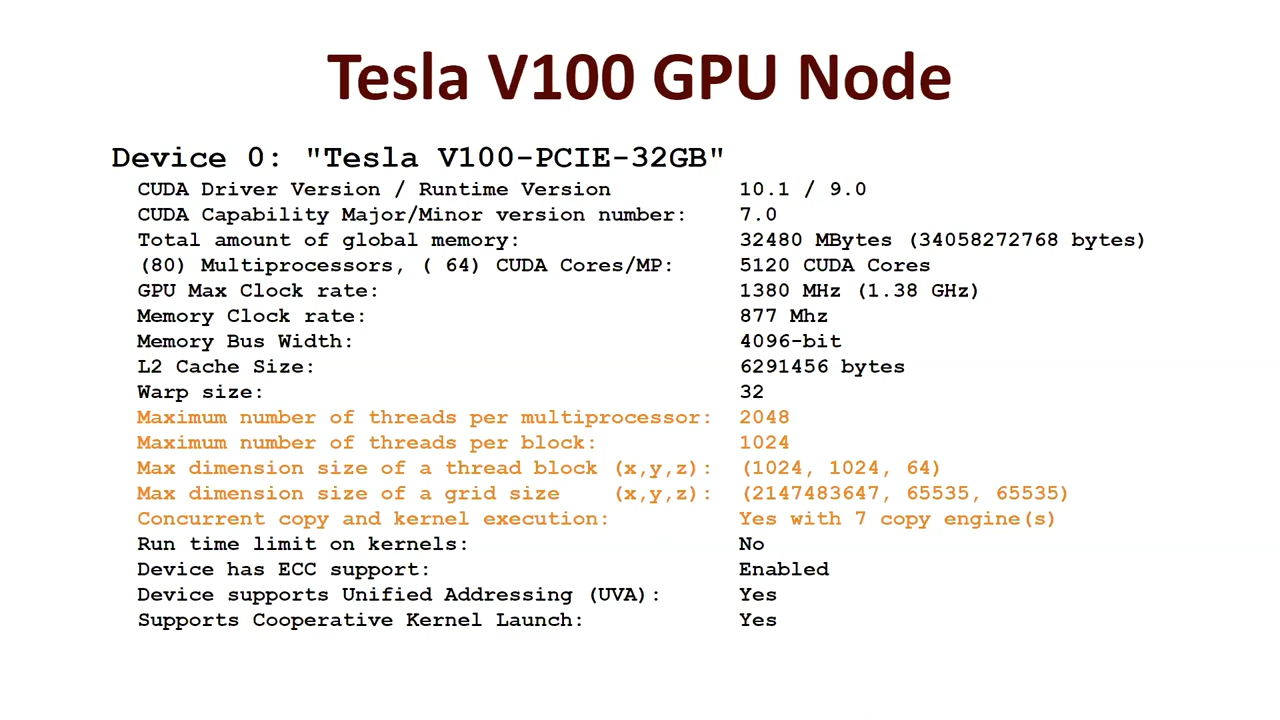 Tesla V100 GPU Node
Device 0: "Tesla V100-PCIE-32GB"
CUDA Driver Version / Runtime Version 10.1 / 9.0
CUDA Capability Major/Minor version number: 7.0
Total amount of global memory: 32480 MBytes (34058272768 bytes)
(80) Multiprocessors, ( 64) CUDA Cores/MP: 5120 CUDA Cores
GPU Max Clock rate: 1380 MHz (1.38 GHz)
Memory Clock rate: 877 Mhz
Memory Bus Width: 4096-bit
L2 Cache Size: 6291456 bytes
Warp size: 32
Maximum number of threads per multiprocessor: 2048
Maximum number of threads per block: 1024
Max dimension size of a thread block (x,y,z): (1024, 1024, 64)
Max dimension size of a grid size (x,y,z): (2147483647, 65535, 65535)
Concurrent copy and kernel execution: Yes with 7 copy engine(s)
Run time limit on kernels: No
Device has ECC support: Enabled
Device supports Unified Addressing (UVA): Yes
Supports Cooperative Kernel Launch: Yes